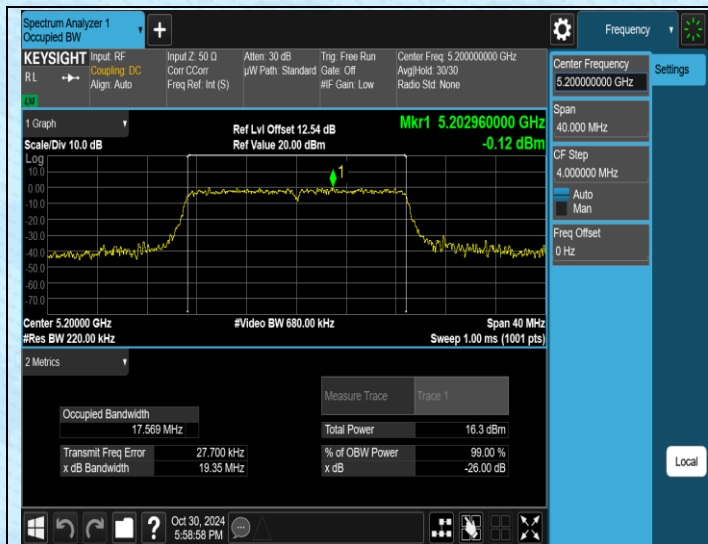 Spectrum Analyzer 1
Occupied BW
+
Frequency
KEYSIGHT
R L
LXI
Input: RF
Coupling: DC
Align: Auto
Input Z: 50 Ω
Corr CCorr
Freq Ref: Int (S)
Atten: 30 dB
µW Path: Standard
Trig: Free Run
Gate: Off
#IF Gain: Low
Center Freq: 5.200000000 GHz
Avg|Hold: 30/30
Radio Std: None
Center Frequency
5.200000000 GHz
Settings
Span
40.000 MHz
CF Step
4.000000 MHz
Auto
Man
Freq Offset
0 Hz
1 Graph
Scale/Div 10.0 dB
Ref Lvl Offset 12.54 dB
Ref Value 20.00 dBm
Mkr1 5.202960000 GHz
-0.12 dBm
Log
10.0
0.00
-10.0
-20.0
-30.0
-40.0
-50.0
-60.0
-70.0
1
Center 5.20000 GHz
#Res BW 220.00 kHz
#Video BW 680.00 kHz
Span 40 MHz
Sweep 1.00 ms (1001 pts)
2 Metrics
Measure Trace
Trace 1
Occupied Bandwidth
17.569 MHz
Total Power
16.3 dBm
Transmit Freq Error
27.700 kHz
% of OBW Power
99.00 %
x dB Bandwidth
19.35 MHz
x dB
-26.00 dB
Local
?
Oct 30, 2024
5:58:58 PM